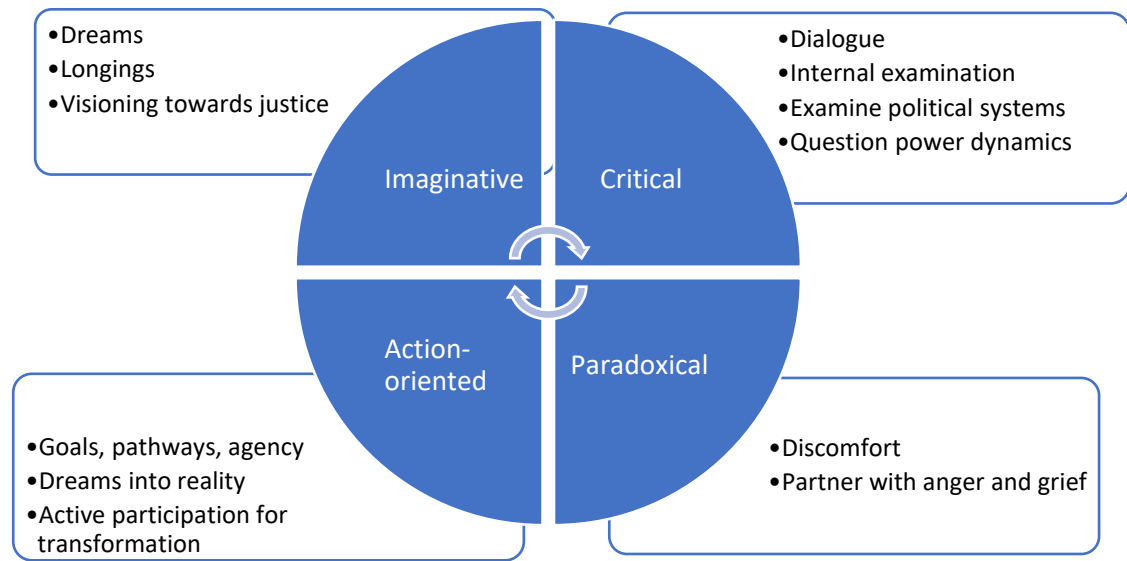 •Dreams
•Longings
•Visioning towards justice
•Dialogue
•Internal examination
•Examine political systems
•Question power dynamics
Imaginative
Critical
Action-
oriented
Paradoxical
•Goals, pathways, agency
•Dreams into reality
•Active participation for
transformation
•Discomfort
•Partner with anger and grief